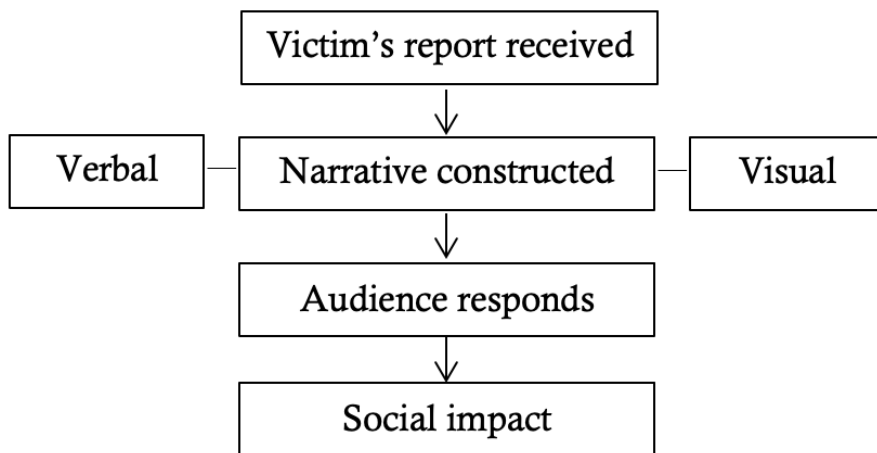 Victim’s report received
Verbal
Narrative constructed
Visual
Audience responds
Social impact